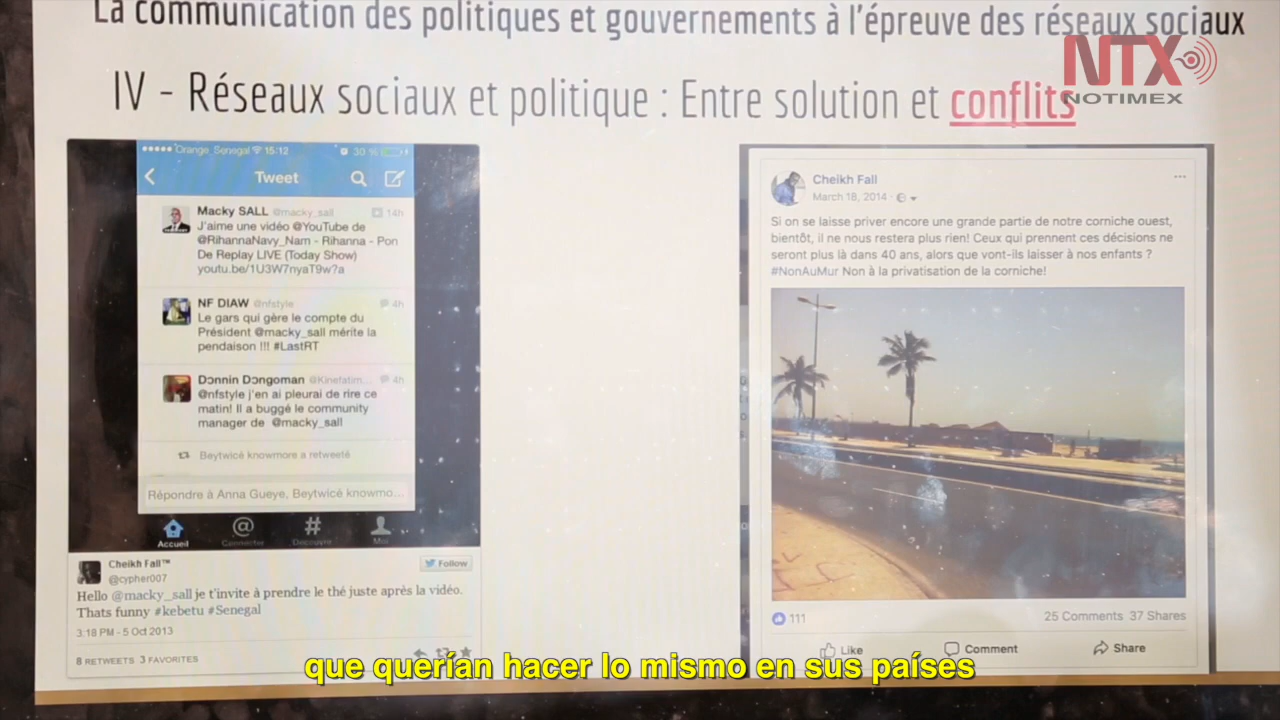 La communication des politiques et gouvernements à l'épreuve des réseaux sociaux
NTX
NOTIMEX
IV - Réseaux sociaux et politique : Entre solution et conflits
Orange Senegal 15:12
30 %
Tweet
Macky SALL @macky_sall 14h
J'aime une vidéo @YouTube de
@RihannaNavy_Nam - Rihanna - Pon
De Replay LIVE (Today Show)
youtu.be/1U3W7nyaT9w?a
NF DIAW @nfstyle 4h
Le gars qui gère le compte du
Président @macky_sall mérite la
pendaison !!! #LastRT
Dɔnnin Dɔngoman @Kinefatim... 4h
@nfstyle j'en ai pleurai de rire ce
matin! Il a buggé le community
manager de @macky_sall
Beytwicé knowmore a retweeté
Répondre à Anna Gueye, Beytwicé knowmo...
Accueil Connecter Découvrir Moi
Cheikh Fall™
@cypher007
Follow
Hello @macky_sall je t'invite à prendre le thé juste après la vidéo.
Thats funny #kebetu #Senegal
3:18 PM - 5 Oct 2013
8 RETWEETS 3 FAVORITES
Cheikh Fall
March 18, 2014
Si on se laisse priver encore une grande partie de notre corniche ouest,
bientôt, il ne nous restera plus rien! Ceux qui prennent ces décisions ne
seront plus là dans 40 ans, alors que vont-ils laisser à nos enfants ?
#NonAuMur Non à la privatisation de la corniche!
111
25 Comments 37 Shares
Like Comment Share
que querían hacer lo mismo en sus países